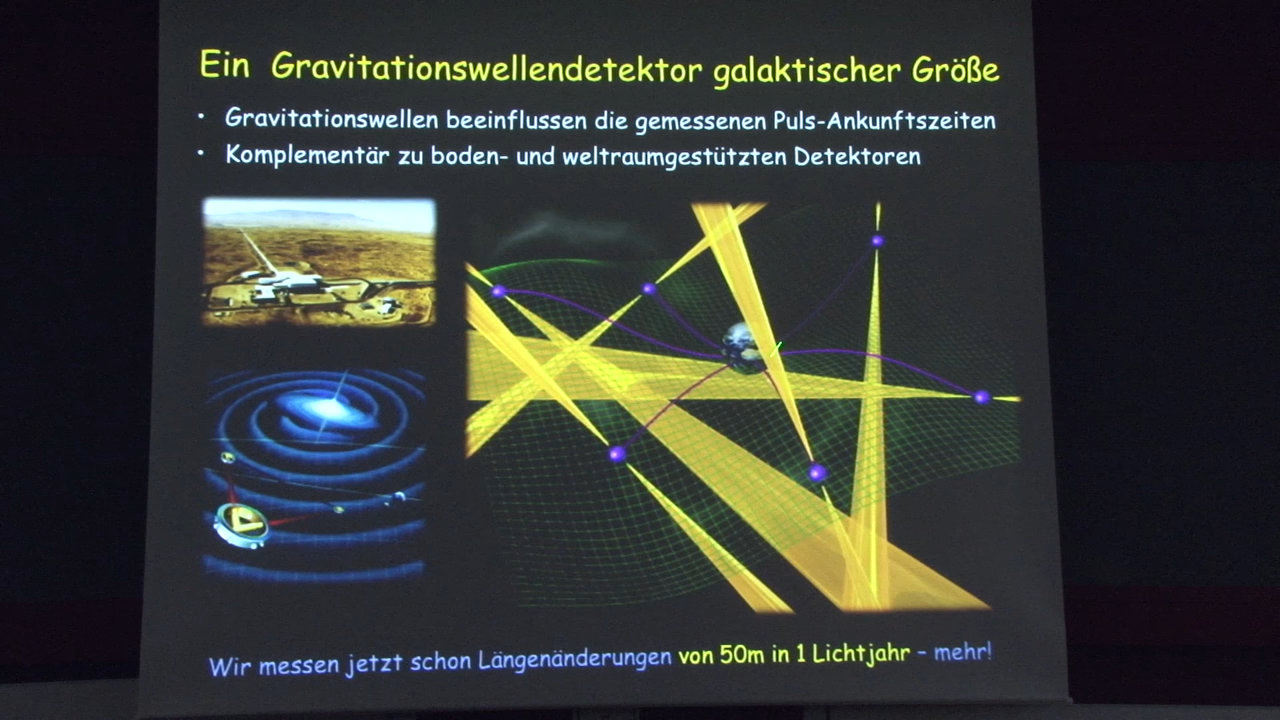 Ein Gravitationswellendetektor galaktischer Größe
• Gravitationswellen beeinflussen die gemessenen Puls-Ankunftszeiten
• Komplementär zu boden- und weltraumgestützten Detektoren
Wir messen jetzt schon Längenänderungen von 50m in 1 Lichtjahr – mehr!